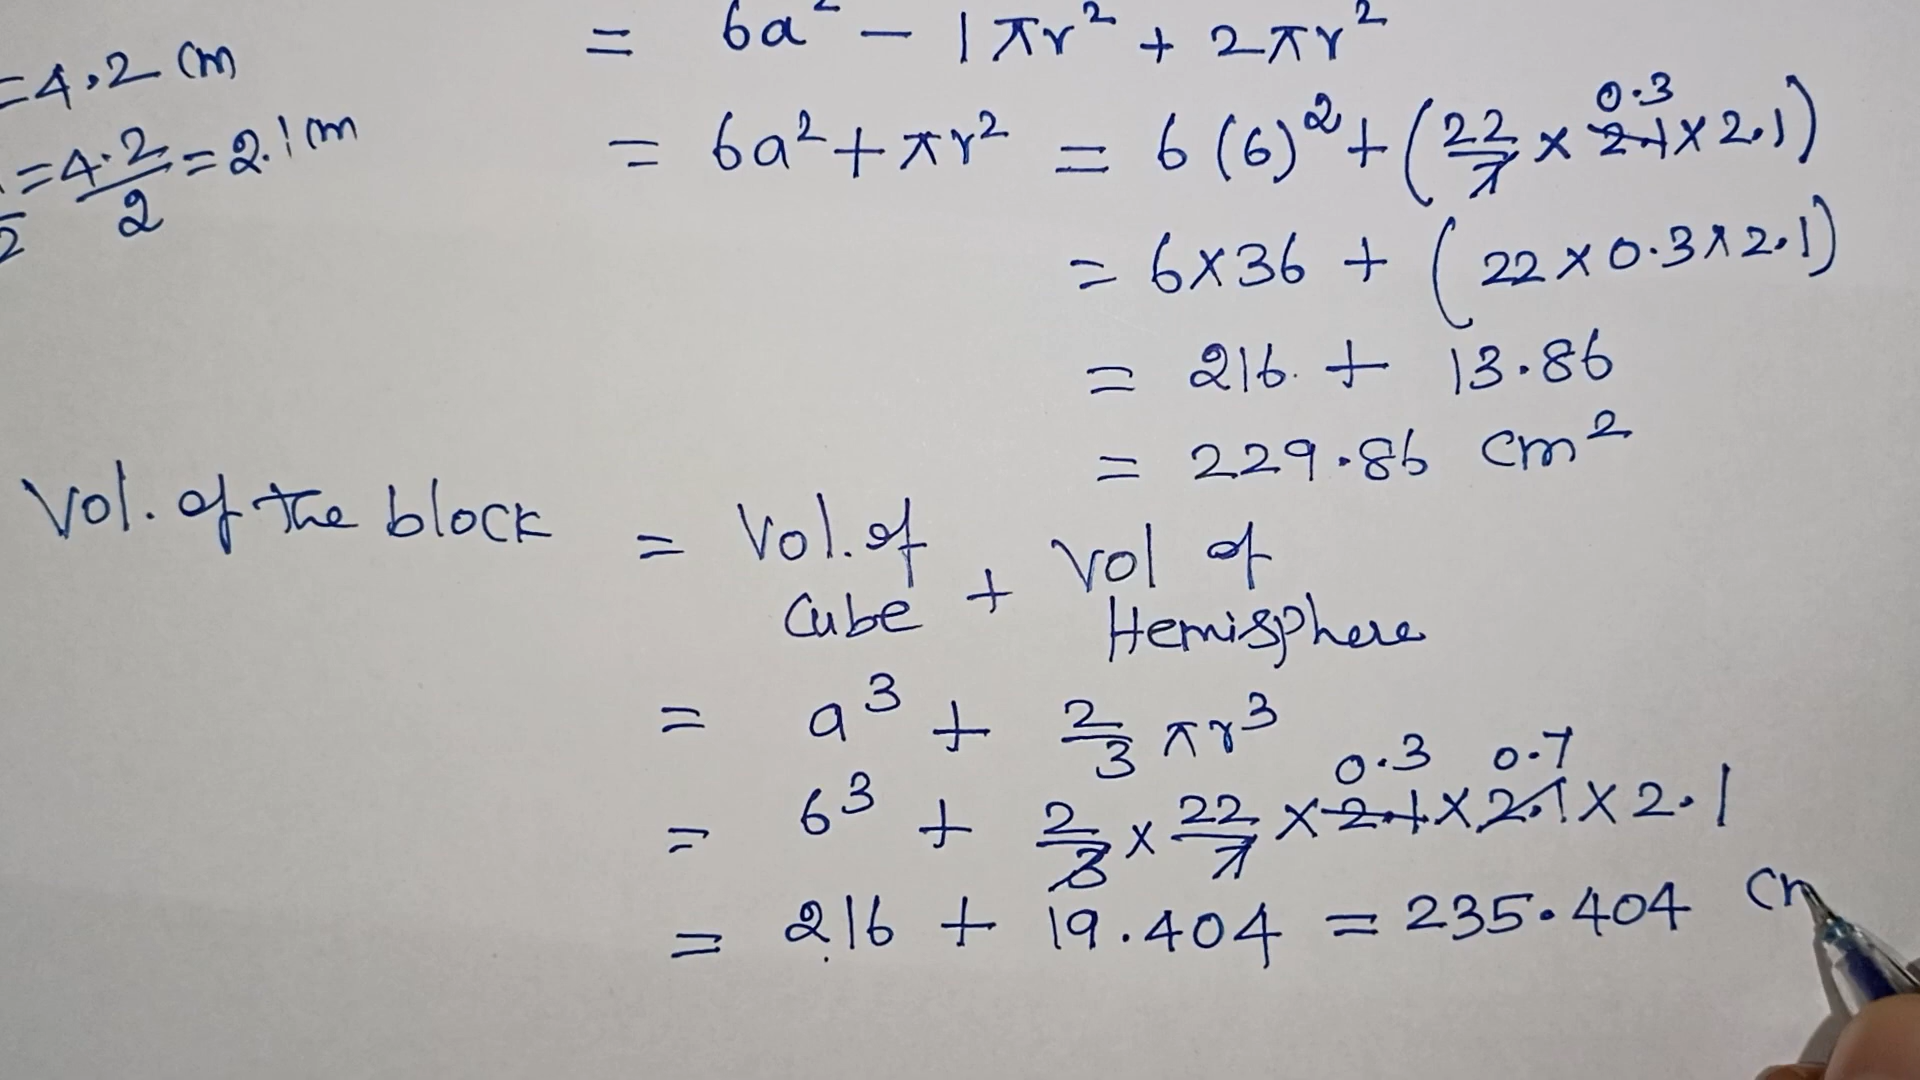 = 6a² − 1πr² + 2πr²
= 4.2 cm
= 4.2/2 = 2.1 cm
2
= 6a² + πr² = 6(6)² + (22/7 × 2.1 × 2.1)
0.3
= 6×36 + (22 × 0.3 × 2.1)
= 216 + 13.86
= 229.86 cm²
Vol. of the block = Vol. of Cube + Vol of Hemisphere
= a³ + 2/3 πr³
0.3 0.7
= 6³ + 2/3 × 22/7 × 2.1 × 2.1 × 2.1
= 216 + 19.404 = 235.404 cm